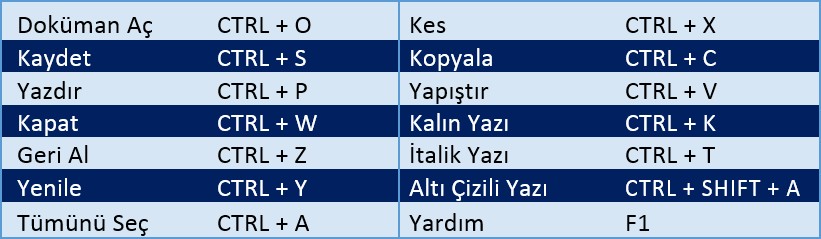 Doküman Aç CTRL + O Kes CTRL + X
Kaydet CTRL + S Kopyala CTRL + C
Yazdır CTRL + P Yapıştır CTRL + V
Kapat CTRL + W Kalın Yazı CTRL + K
Geri Al CTRL + Z İtalik Yazı CTRL + T
Yenile CTRL + Y Altı Çizili Yazı CTRL + SHIFT + A
Tümünü Seç CTRL + A Yardım F1